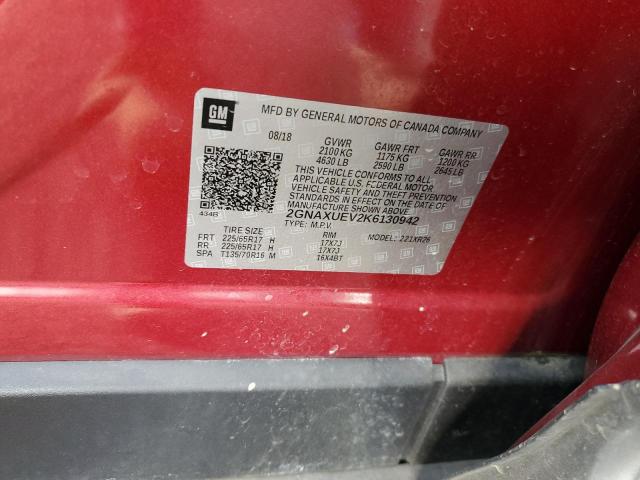 GM
MFD BY GENERAL MOTORS OF CANADA COMPANY
08/18 GVWR GAWR FRT GAWR RR
2100 KG 1175 KG 1200 KG
4630 LB 2590 LB 2645 LB
THIS VEHICLE CONFORMS TO ALL
APPLICABLE U.S. FEDERAL MOTOR
VEHICLE SAFETY AND THEFT PREVENTION
STANDARDS IN EFFECT ON THE DATE OF
MANUFACTURE SHOWN ABOVE.
2GNAXUEV2K6130942
434B
TYPE: M.P.V. MODEL: 221XR26
TIRE SIZE RIM
FRT 225/65R17 H 17X7J
RR 225/65R17 H 17X7J
SPA T135/70R16 M 16X4BT